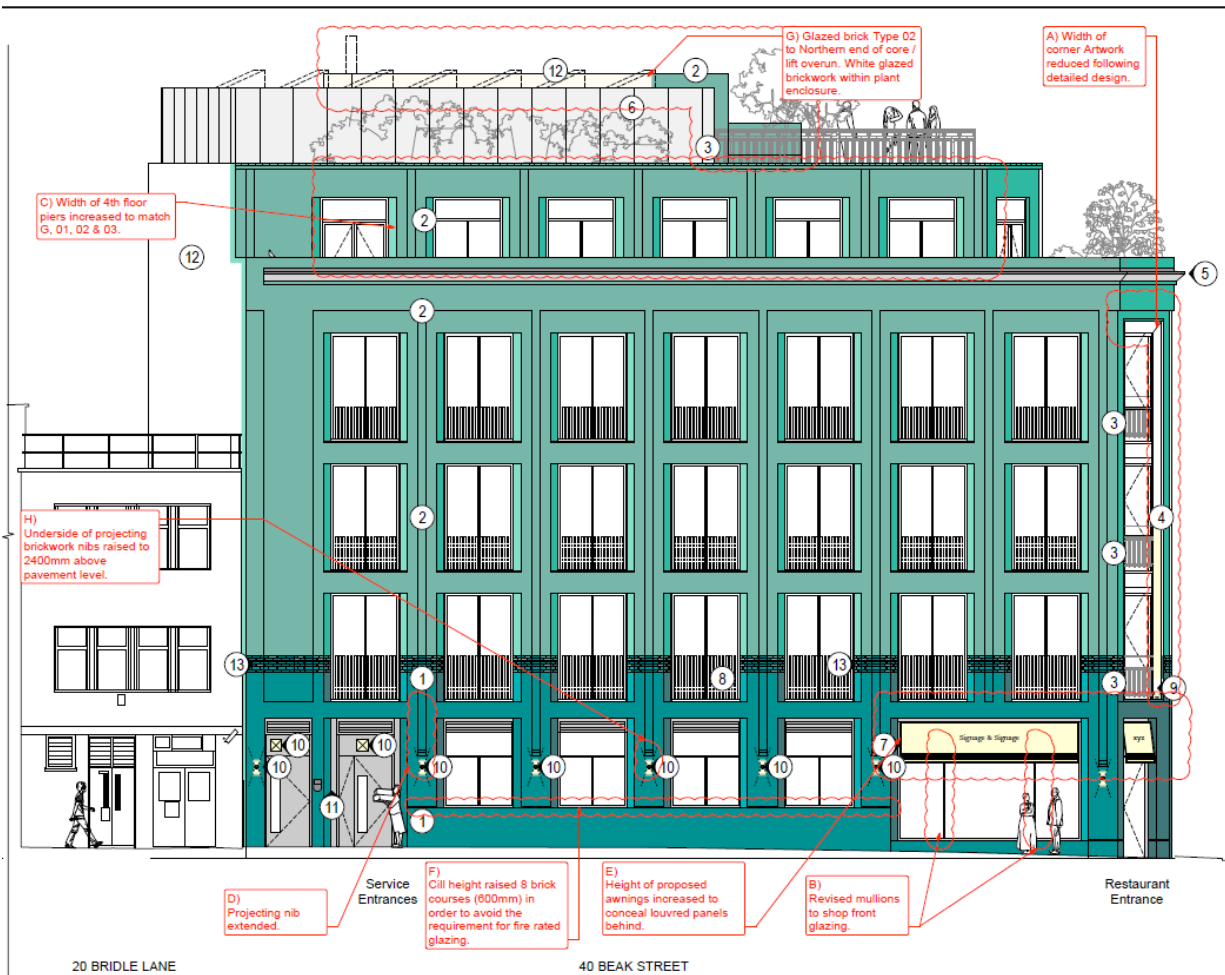 G) Glazed brick Type 02
to Northern end of core /
lift overun. White glazed
brickwork within plant
enclosure.
A) Width of
corner Artwork
reduced following
detailed design.
12
2
6
3
C) Width of 4th floor
piers increased to match
G, 01, 02 & 03.
2
12
5
2
3
4
2
H)
Underside of projecting
brickwork nibs raised to
2400mm above
pavement level.
3
13
1
8
13
3
9
7
Signage & Signage
xyz
10
10
10
10
10
10
10
10
11
1
D)
Projecting nib
extended.
Service
Entrances
F)
Cill height raised 8 brick
courses (600mm) in
order to avoid the
requirement for fire rated
glazing.
E)
Height of proposed
awnings increased to
conceal louvred panels
behind.
B)
Revised mullions
to shop front
glazing.
Restaurant
Entrance
20 BRIDLE LANE
40 BEAK STREET